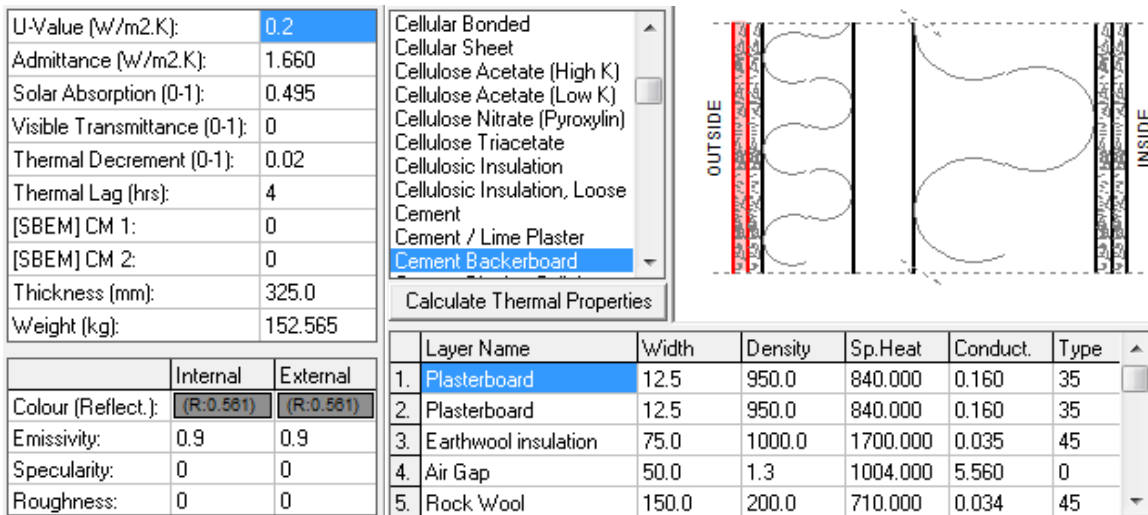 U-Value (W/m2.K): 0.2
Admittance (W/m2.K): 1.660
Solar Absorption (0-1): 0.495
Visible Transmittance (0-1): 0
Thermal Decrement (0-1): 0.02
Thermal Lag (hrs): 4
[SBEM] CM 1: 0
[SBEM] CM 2: 0
Thickness (mm): 325.0
Weight (kg): 152.565
Internal External
Colour (Reflect.): (R:0.561) (R:0.561)
Emissivity: 0.9 0.9
Specularity: 0 0
Roughness: 0 0
Cellular Bonded
Cellular Sheet
Cellulose Acetate (High K)
Cellulose Acetate (Low K)
Cellulose Nitrate (Pyroxylin)
Cellulose Triacetate
Cellulosic Insulation
Cellulosic Insulation, Loose
Cement
Cement / Lime Plaster
Cement Backerboard
Calculate Thermal Properties
OUTSIDE
INSIDE
Layer Name Width Density Sp.Heat Conduct. Type
1. Plasterboard 12.5 950.0 840.000 0.160 35
2. Plasterboard 12.5 950.0 840.000 0.160 35
3. Earthwool insulation 75.0 1000.0 1700.000 0.035 45
4. Air Gap 50.0 1.3 1004.000 5.560 0
5. Rock Wool 150.0 200.0 710.000 0.034 45